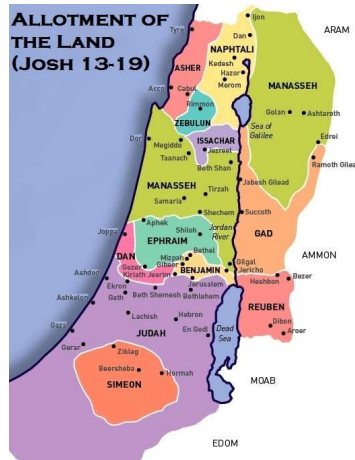 ALLOTMENT OF
THE LAND
(JOSH 13-19)
Ijon
ARAM
Tyre
Dan
NAPHTALI
ASHER
Kedesh
Hazor
MANASSEH
Acco
Cabul
Merom
Rimmon
Golan
Ashtaroth
ZEBULUN
Sea of
Galilee
Dor
Megiddo
ISSACHAR
Edrei
Jezreel
Taanach
Beth Shan
Ramoth Gilead
MANASSEH
Tirzah
Jabesh Gilead
Samaria
Shechem
Succoth
Aphek
Jordan
River
GAD
Joppa
EPHRAIM
Shiloh
AMMON
DAN
Bethel
Mizpah
Gibeon
Gilgal
Gezer
BENJAMIN
Jericho
Kiriath Jearim
Ashdod
Heshbon
Bezer
Ekron
Jerusalem
Gath
Beth Shemesh
Bethlehem
REUBEN
Ashkelon
Lachish
Hebron
Dead
Sea
Dibon
Gaza
JUDAH
En Gedi
Aroer
Gerar
Ziklag
Beersheba
Hormah
MOAB
SIMEON
EDOM